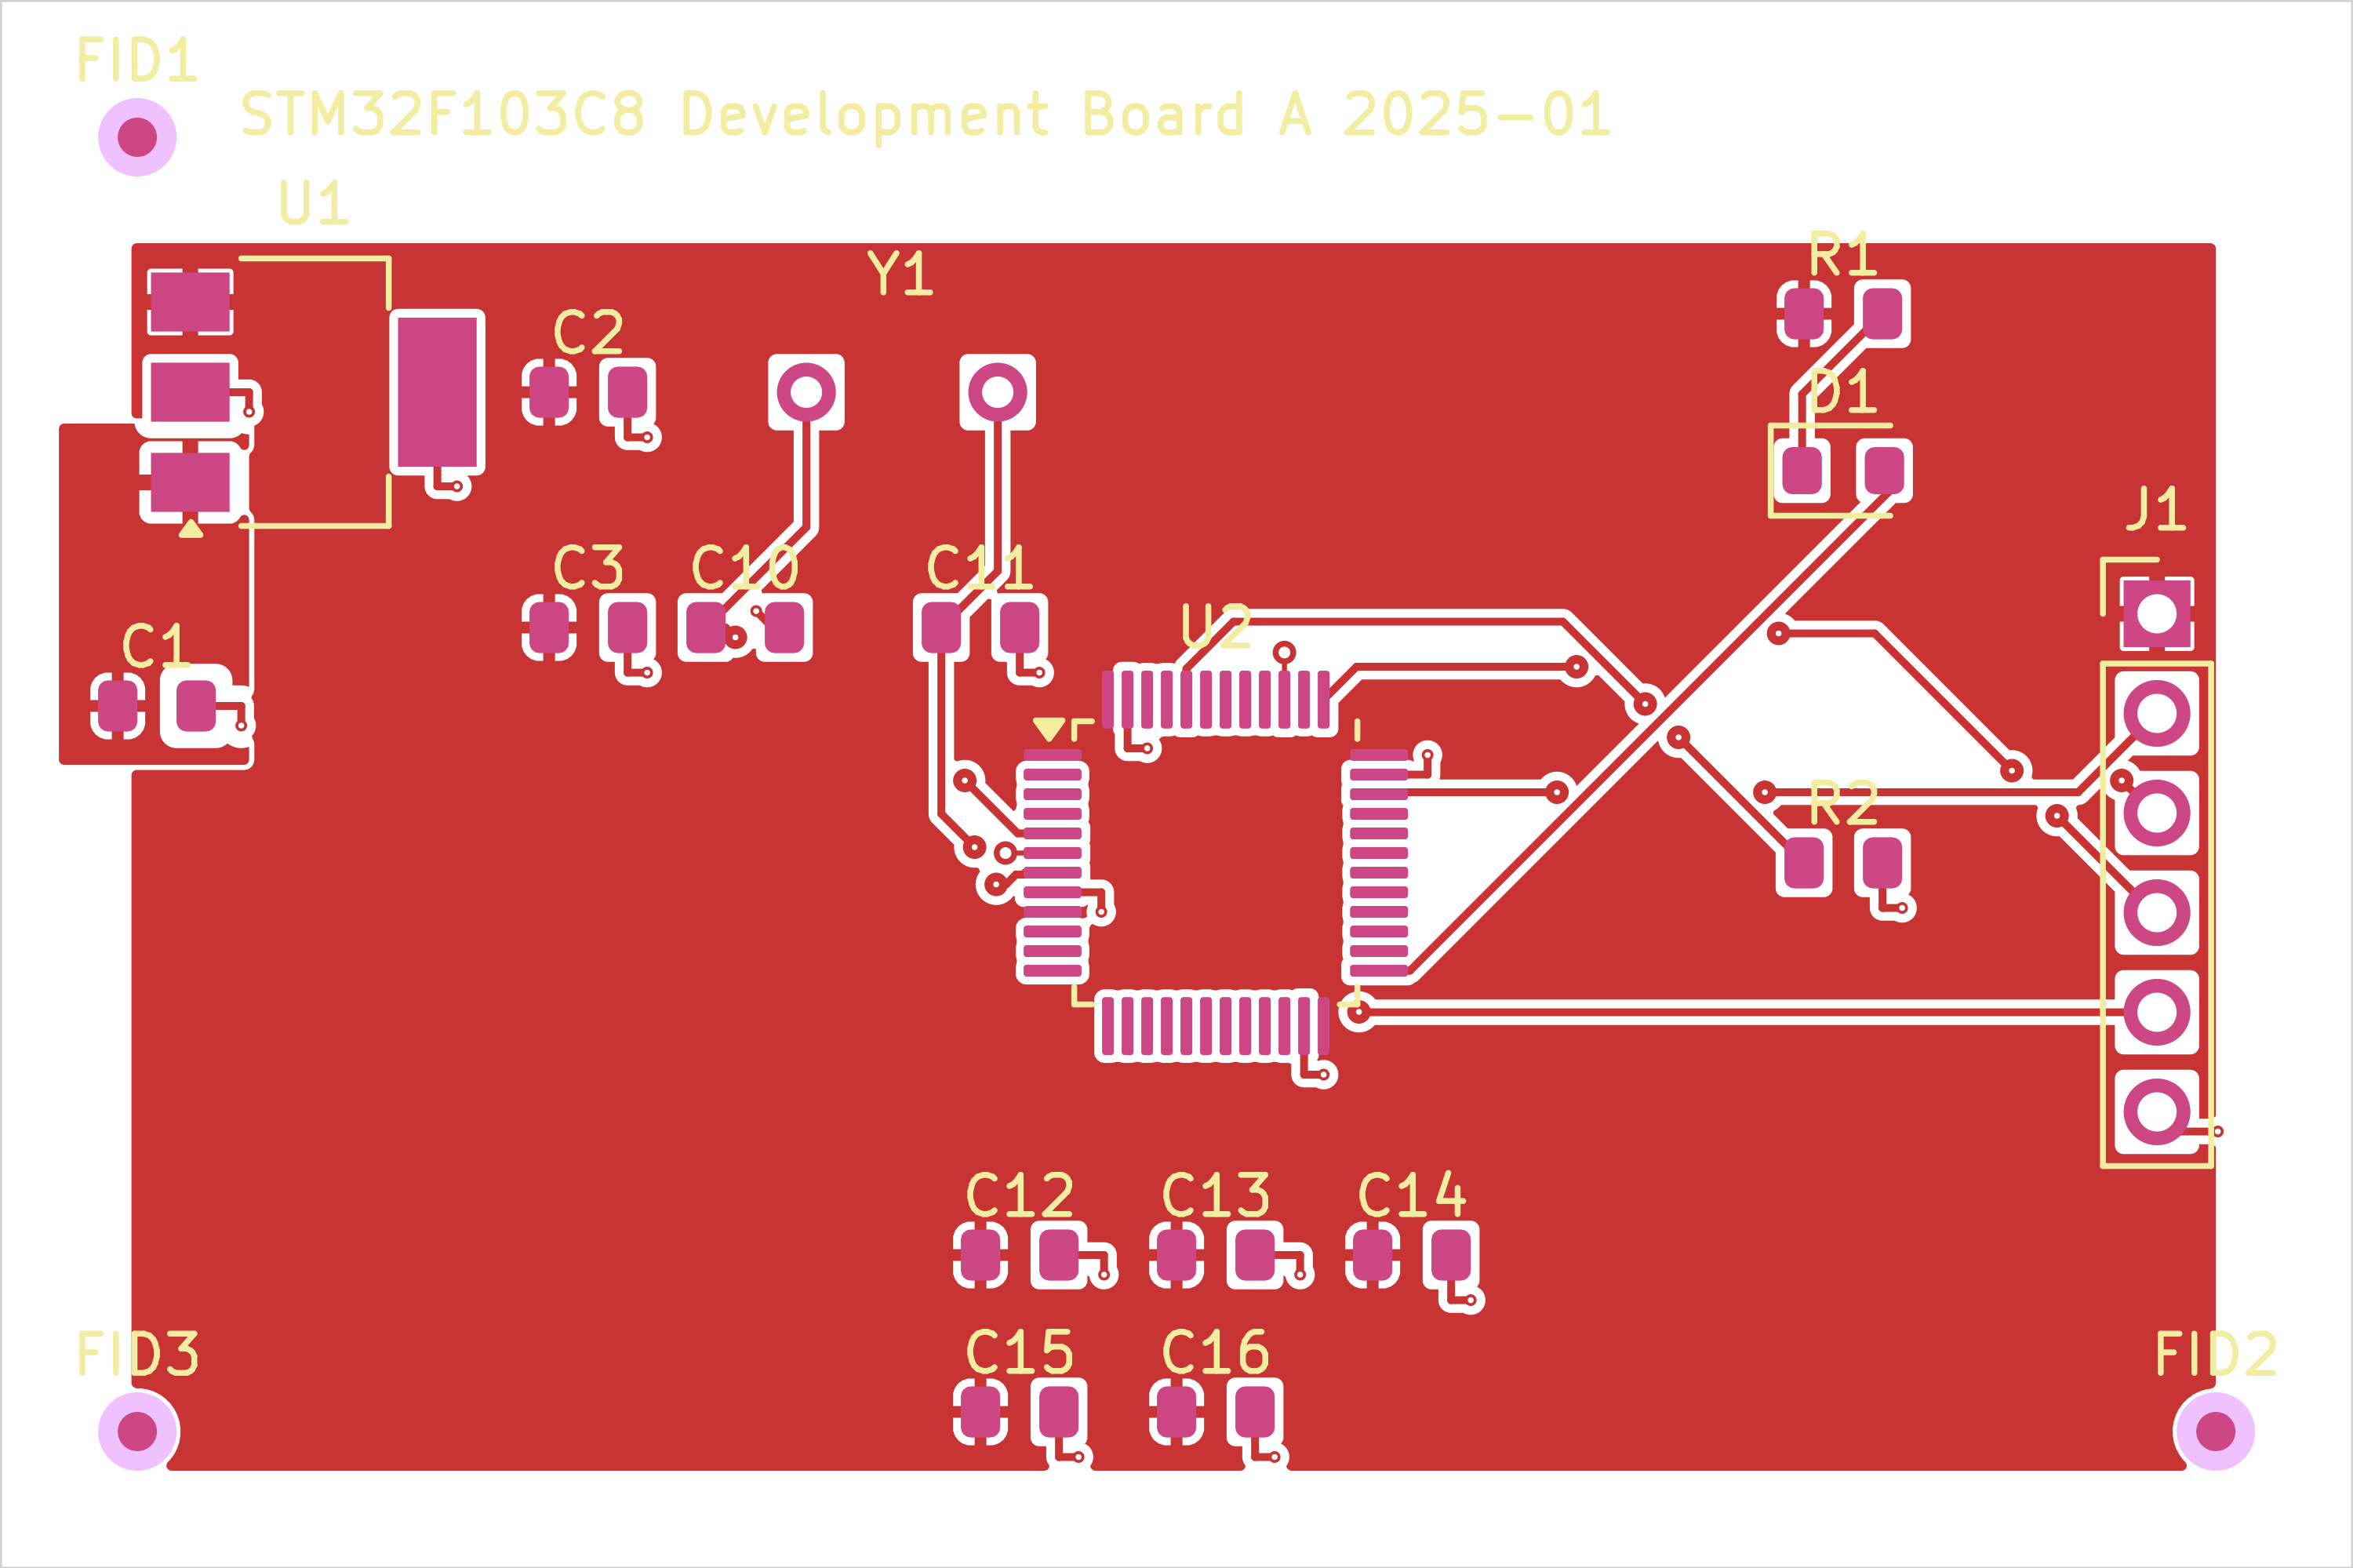 FID1
STM32F103C8 Development Board A 2025-01
U1
R1
Y1
C2
D1
J1
C3
C10
C11
U2
C1
R2
C12
C13
C14
FID3
C15
C16
FID2